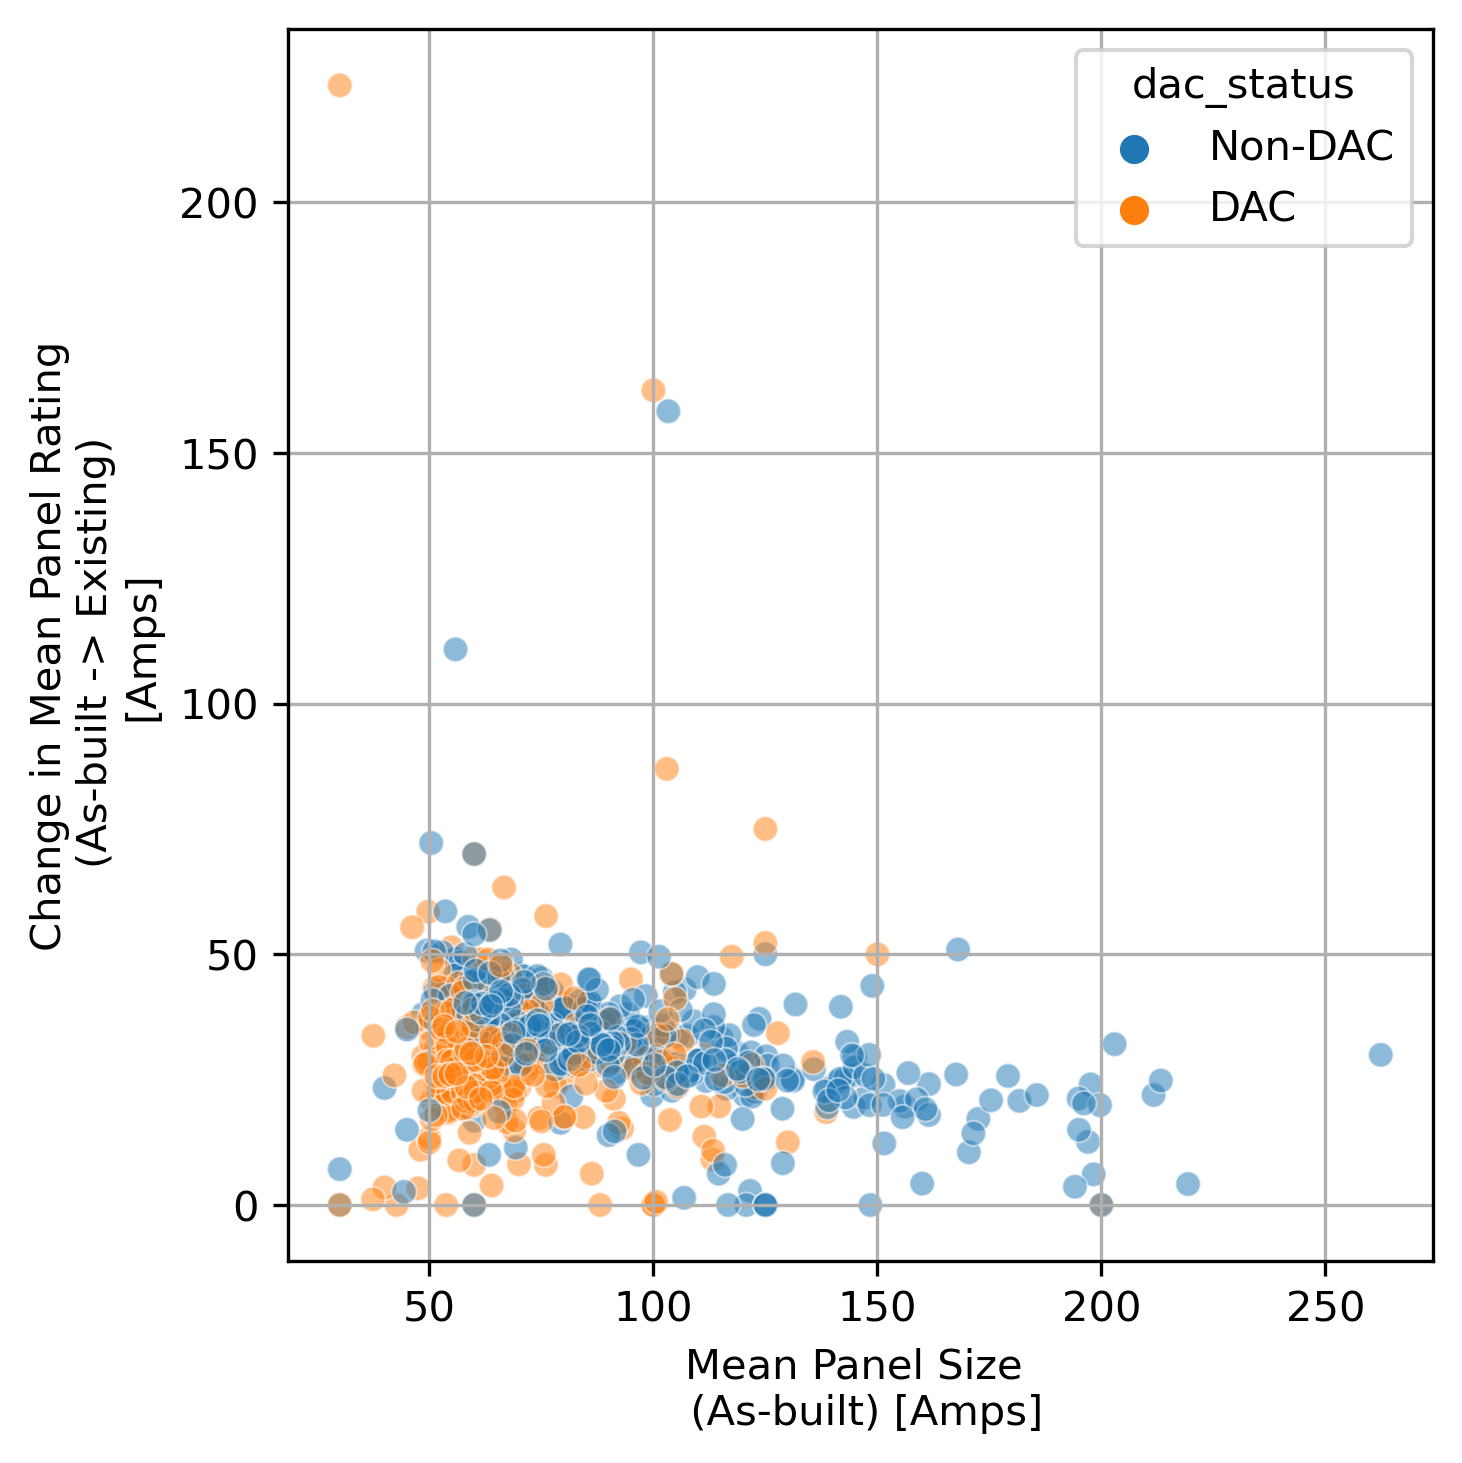 dac_status
Non-DAC
DAC
Change in Mean Panel Rating
(As-built -> Existing)
[Amps]
200
150
100
50
0
50
100
150
200
250
Mean Panel Size
(As-built) [Amps]